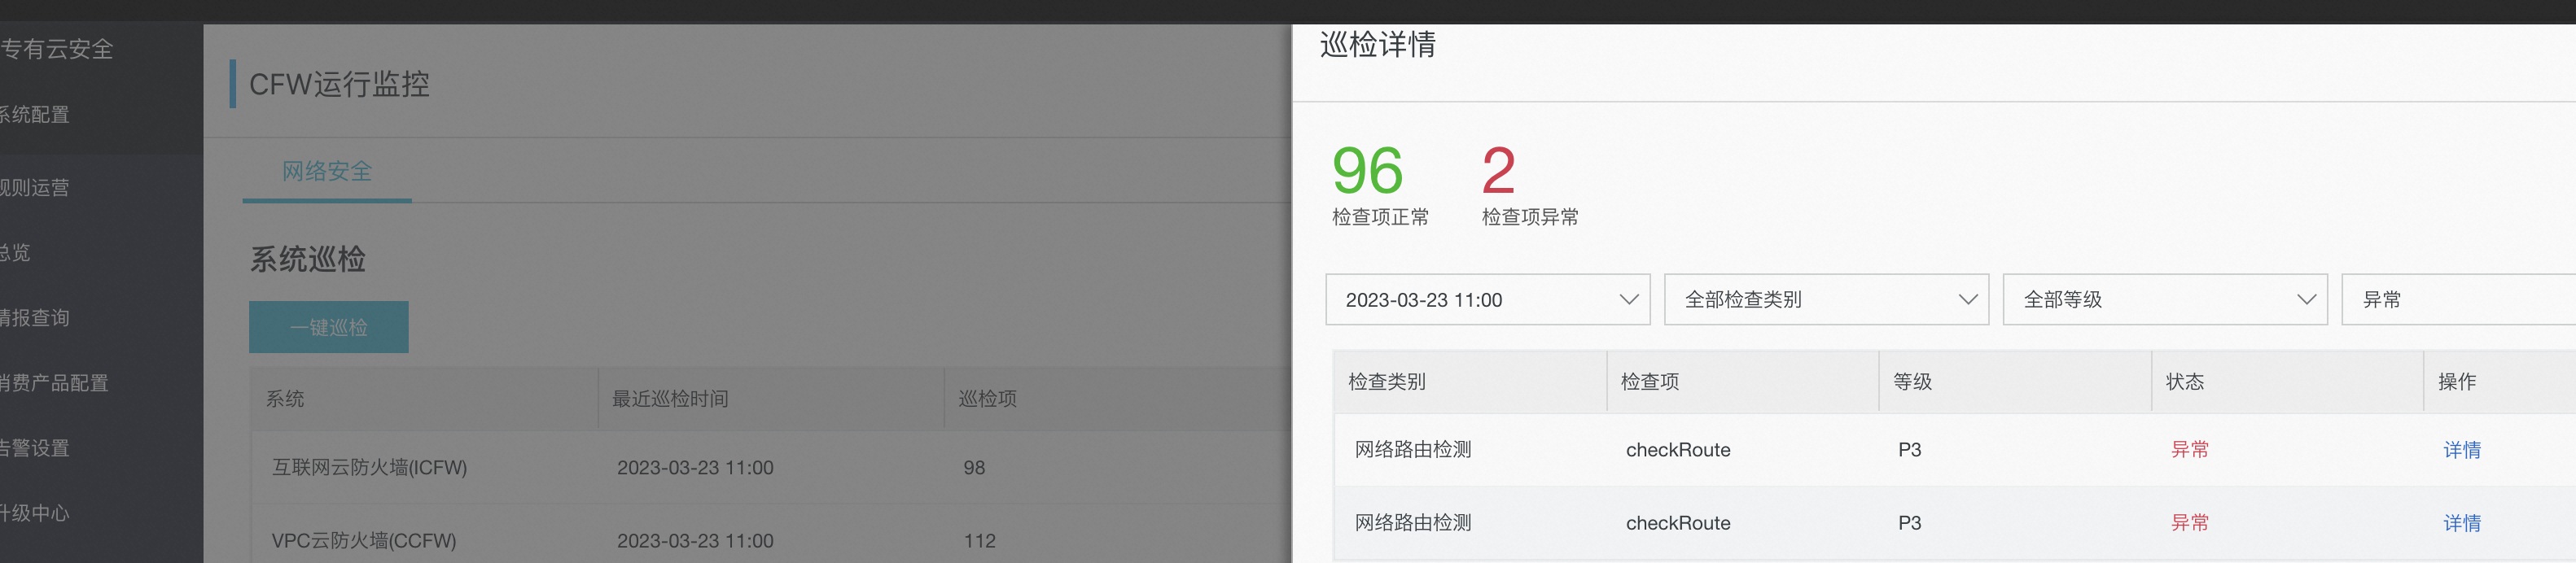 专有云安全
系统配置
规则运营
总览
情报查询
消费产品配置
告警设置
升级中心
CFW运行监控
网络安全
系统巡检
一键巡检
系统 最近巡检时间 巡检项
互联网云防火墙(ICFW) 2023-03-23 11:00 98
VPC云防火墙(CCFW) 2023-03-23 11:00 112
巡检详情
96 2
检查项正常 检查项异常
2023-03-23 11:00 全部检查类别 全部等级 异常
检查类别 检查项 等级 状态 操作
网络路由检测 checkRoute P3 异常 详情
网络路由检测 checkRoute P3 异常 详情